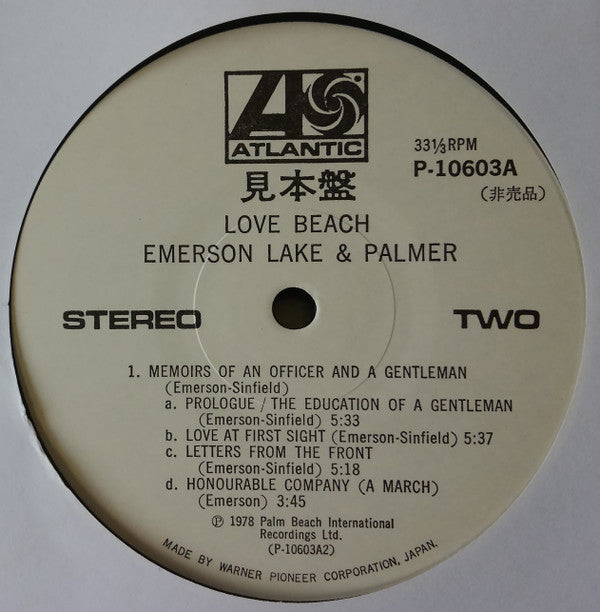 ATLANTIC
33⅓RPM
P-10603A
見本盤
(非売品)
LOVE BEACH
EMERSON LAKE & PALMER
STEREO
TWO
1. MEMOIRS OF AN OFFICER AND A GENTLEMAN
(Emerson-Sinfield)
a. PROLOGUE / THE EDUCATION OF A GENTLEMAN
(Emerson-Sinfield) 5:33
b. LOVE AT FIRST SIGHT (Emerson-Sinfield) 5:37
c. LETTERS FROM THE FRONT
(Emerson-Sinfield) 5:18
d. HONOURABLE COMPANY (A MARCH)
(Emerson) 3:45
℗ 1978 Palm Beach International
Recordings Ltd.
(P-10603A2)
MADE BY WARNER PIONEER CORPORATION, JAPAN.